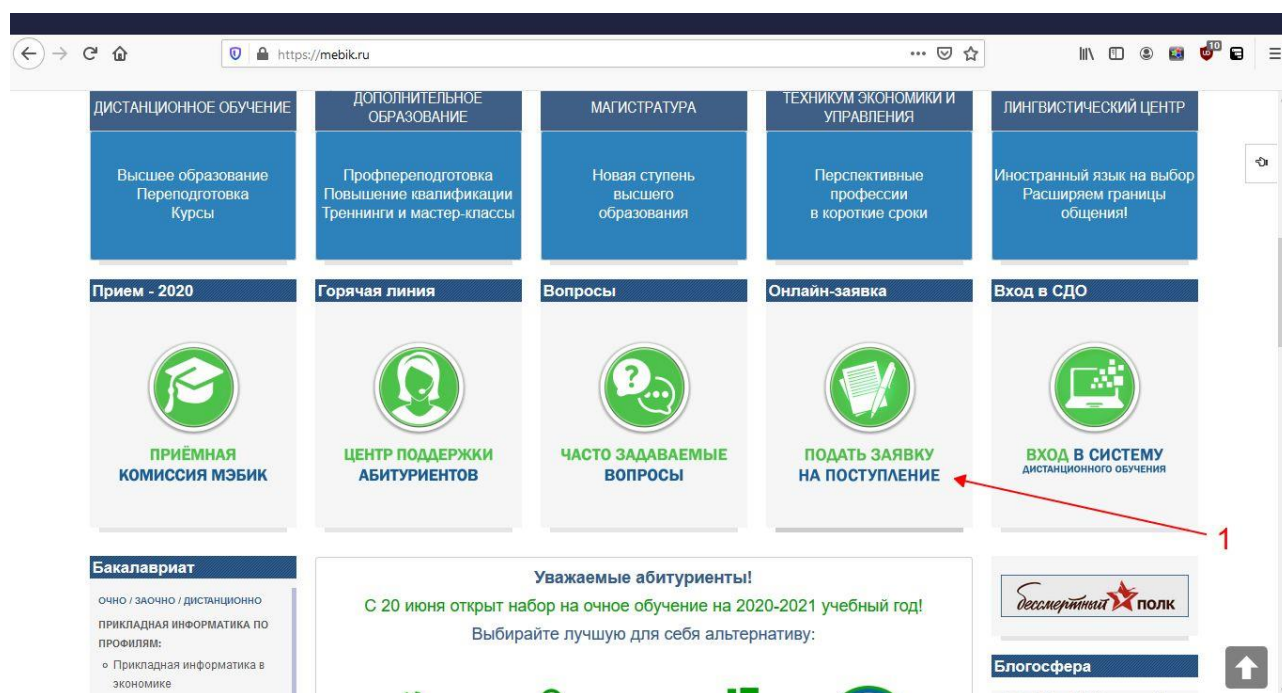 https://mebik.ru
10
ДИСТАНЦИОННОЕ ОБУЧЕНИЕ
ДОПОЛНИТЕЛЬНОЕ
ОБРАЗОВАНИЕ
МАГИСТРАТУРА
ТЕХНИКУМ ЭКОНОМИКИ И
УПРАВЛЕНИЯ
ЛИНГВИСТИЧЕСКИЙ ЦЕНТР
Высшее образование
Переподготовка
Курсы
Профпереподготовка
Повышение квалификации
Треннинги и мастер-классы
Новая ступень
высшего
образования
Перспективные
профессии
в короткие сроки
Иностранный язык на выбор
Расширяем границы
общения!
Прием - 2020
Горячая линия
Вопросы
Онлайн-заявка
Вход в СДО
ПРИЁМНАЯ
КОМИССИЯ МЭБИК
ЦЕНТР ПОДДЕРЖКИ
АБИТУРИЕНТОВ
ЧАСТО ЗАДАВАЕМЫЕ
ВОПРОСЫ
ПОДАТЬ ЗАЯВКУ
НА ПОСТУПЛЕНИЕ
ВХОД В СИСТЕМУ
ДИСТАНЦИОННОГО ОБУЧЕНИЯ
1
Бакалавриат
ОЧНО / ЗАОЧНО / ДИСТАНЦИОННО
ПРИКЛАДНАЯ ИНФОРМАТИКА ПО
ПРОФИЛЯМ:
Прикладная информатика в
экономике
Уважаемые абитуриенты!
С 20 июня открыт набор на очное обучение на 2020-2021 учебный год!
Выбирайте лучшую для себя альтернативу:
бессмертный полк
Блогосфера